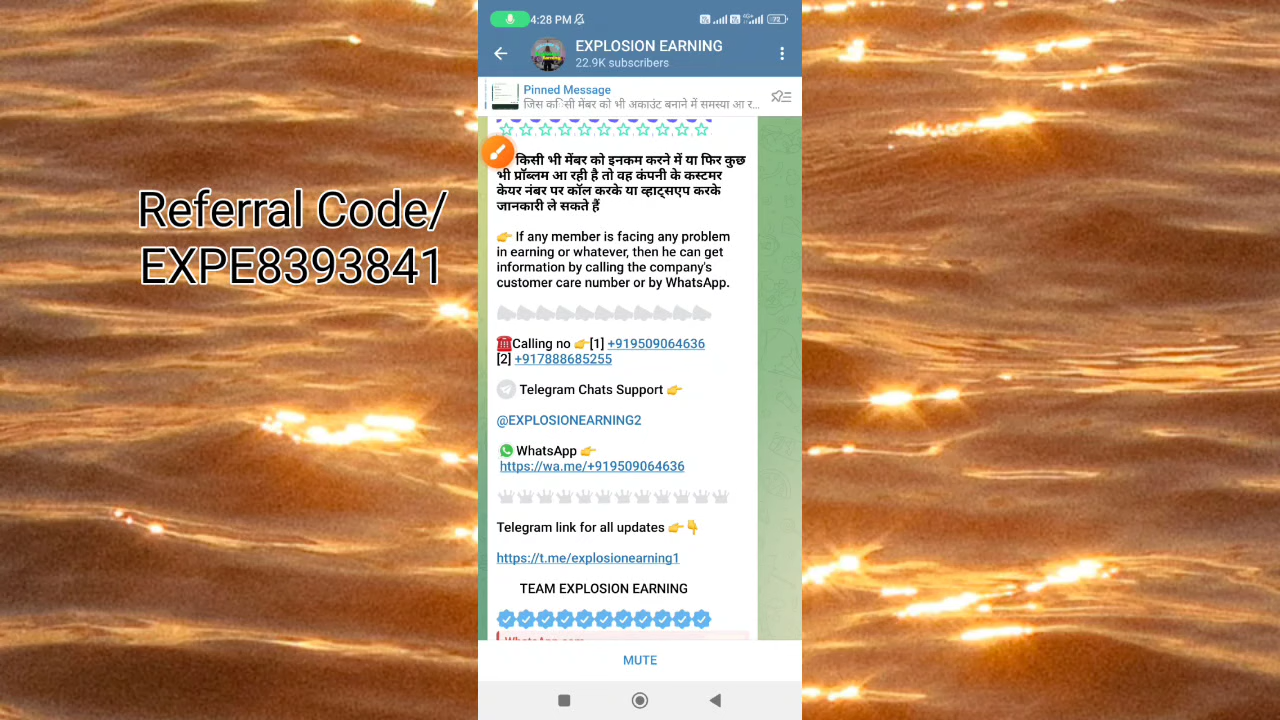 4:28 PM
72
EXPLOSION EARNING
22.9K subscribers
Pinned Message
जिस किसी मेंबर को भी अकाउंट बनाने में समस्या आ र...
Referral Code/
EXPE8393841
किसी भी मेंबर को इनकम करने में या फिर कुछ
भी प्रॉब्लम आ रही है तो वह कंपनी के कस्टमर
केयर नंबर पर कॉल करके या व्हाट्सएप करके
जानकारी ले सकते हैं
👉 If any member is facing any problem
in earning or whatever, then he can get
information by calling the company's
customer care number or by WhatsApp.
☎️Calling no 👉[1] +919509064636
[2] +917888685255
Telegram Chats Support 👉
@EXPLOSIONEARNING2
WhatsApp 👉
https://wa.me/+919509064636
Telegram link for all updates 👉👇
https://t.me/explosionearning1
TEAM EXPLOSION EARNING
MUTE